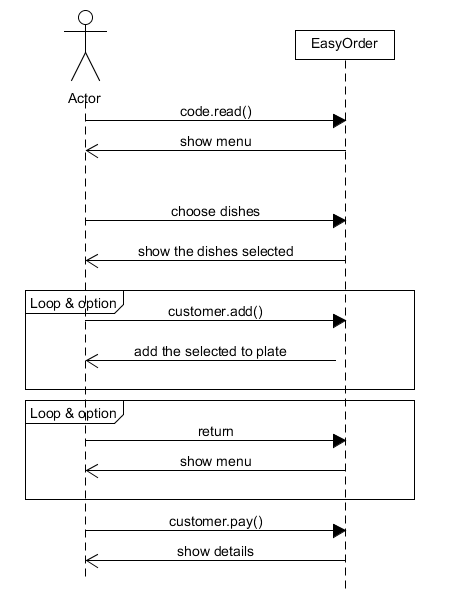 EasyOrder
Actor
code.read()
show menu
choose dishes
show the dishes selected
Loop & option
customer.add()
add the selected to plate
Loop & option
return
show menu
customer.pay()
show details